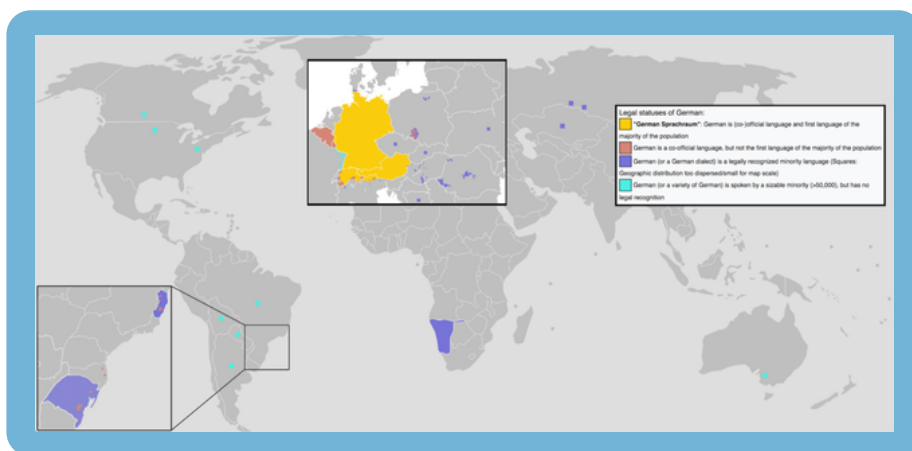 Legal statuses of German:
"German Sprachraum": German is (co-)official language and first language of the
majority of the population
German is a co-official language, but not the first language of the majority of the population
German (or a German dialect) is a legally recognized minority language (Squares:
Geographic distribution too dispersed/small for map scale)
German (or a variety of German) is spoken by a sizable minority (>50,000), but has no
legal recognition